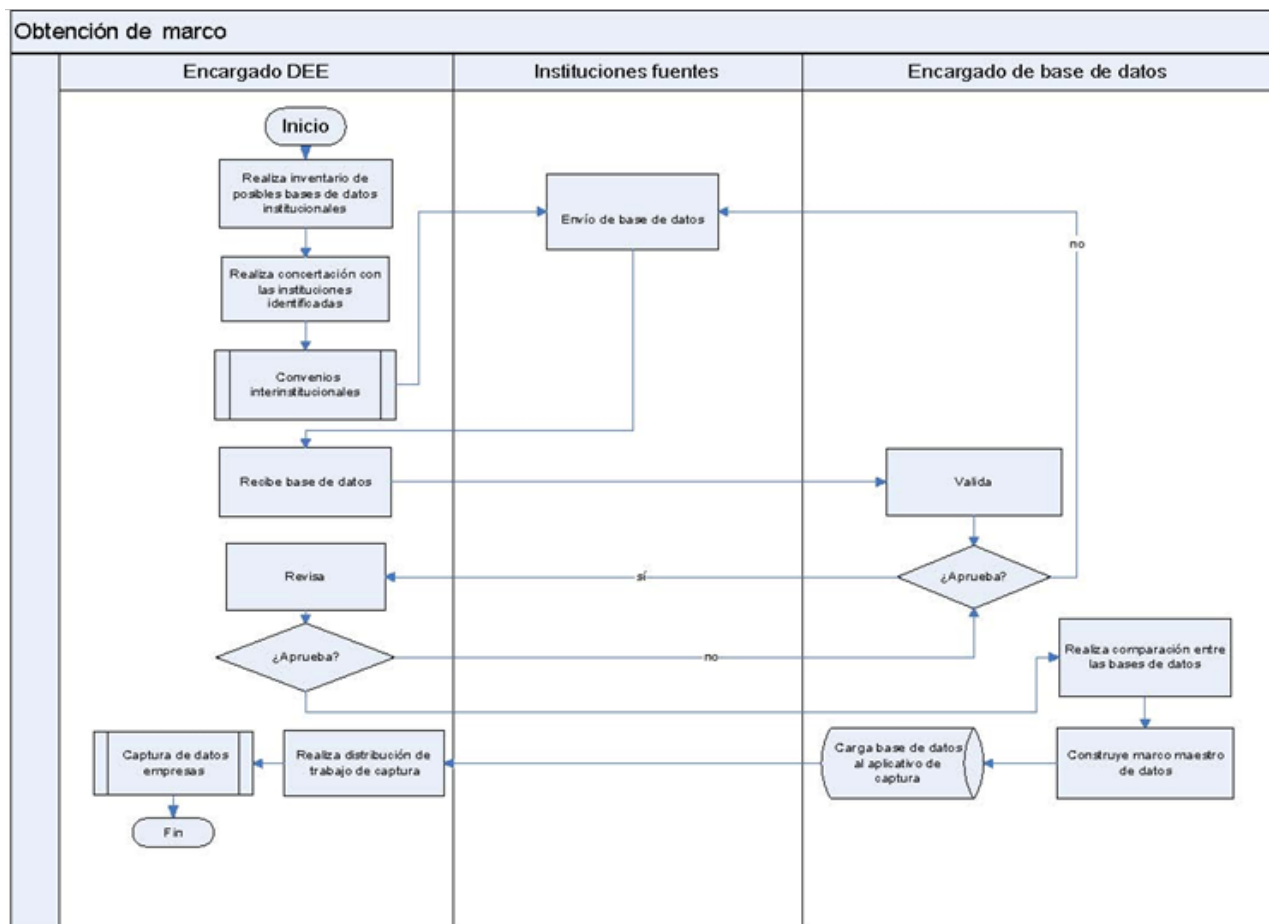 Obtención de marco
Encargado DEE
Instituciones fuentes
Encargado de base de datos
Inicio
Realiza inventario de
posibles bases de datos
institucionales
Envío de base de datos
no
Realiza concertación con
las instituciones
identificadas
Convenios
interinstitucionales
Recibe base de datos
Valida
Revisa
sí
¿Aprueba?
¿Aprueba?
no
Realiza comparación entre
las bases de datos
Captura de datos
empresas
Realiza distribución de
trabajo de captura
Carga base de datos
al aplicativo de
captura
Construye marco maestro
de datos
Fin